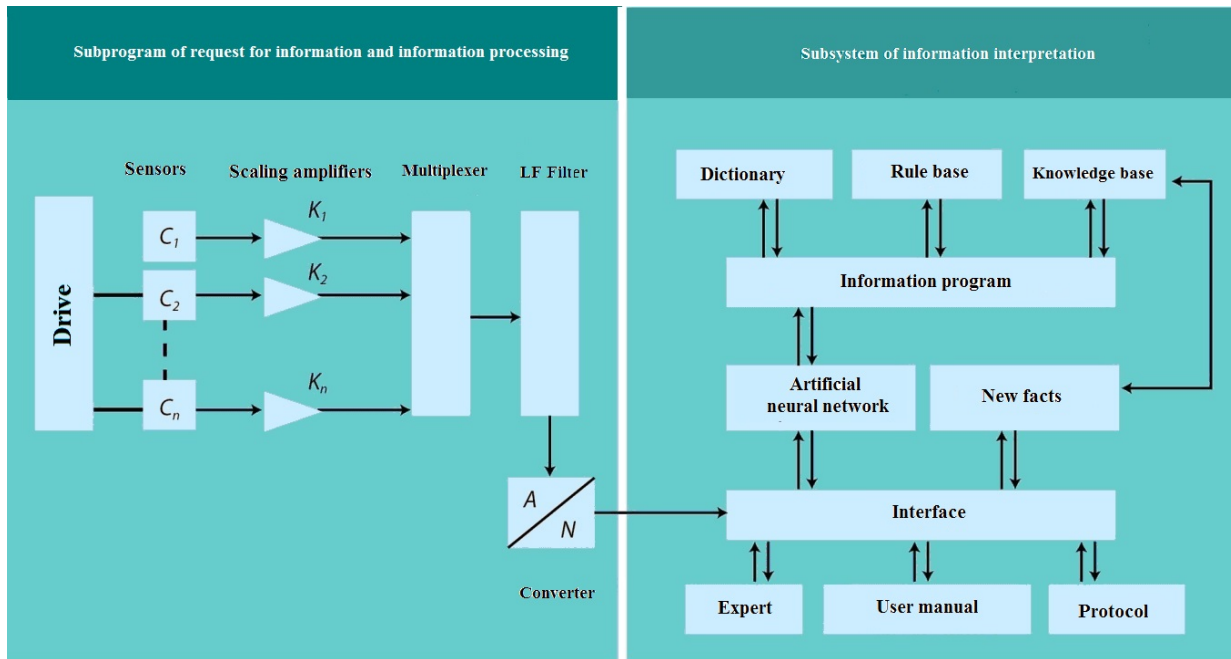 Subprogram of request for information and information processing
Subsystem of information interpretation
Sensors
Scaling amplifiers
Multiplexer
LF Filter
Drive
C1
K1
C2
K2
Cn
Kn
A
N
Converter
Dictionary
Rule base
Knowledge base
Information program
Artificial
neural network
New facts
Interface
Expert
User manual
Protocol